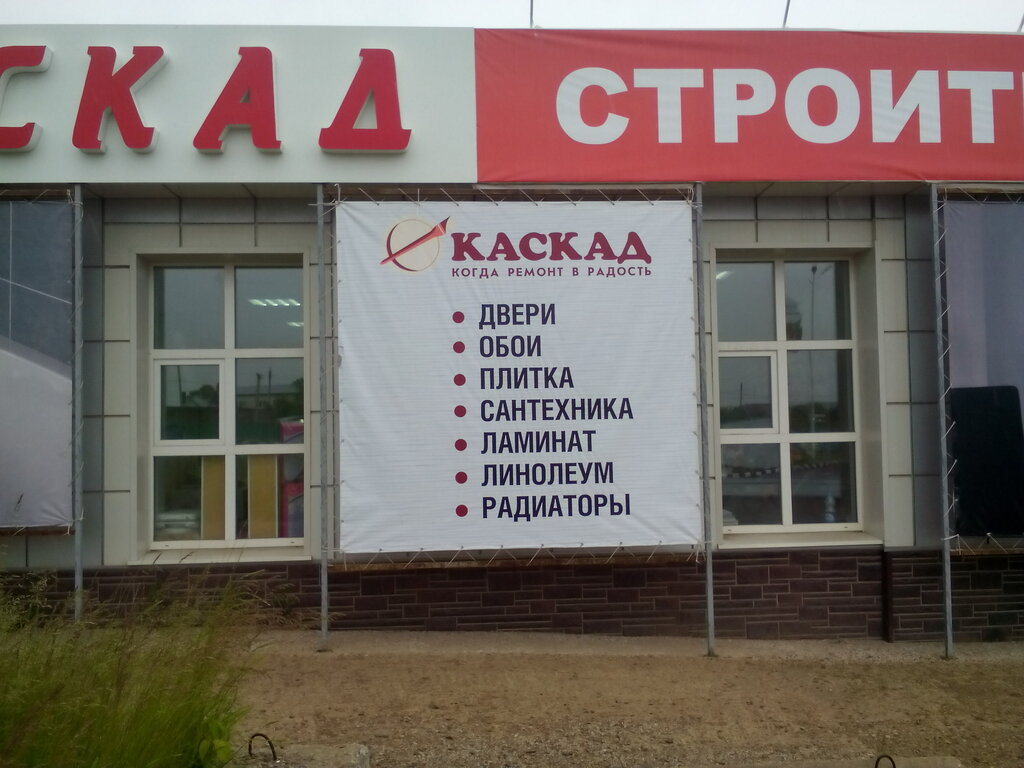 СКАД СТРОИТ
КАСКАД
КОГДА РЕМОНТ В РАДОСТЬ
• ДВЕРИ
• ОБОИ
• ПЛИТКА
• САНТЕХНИКА
• ЛАМИНАТ
• ЛИНОЛЕУМ
• РАДИАТОРЫ